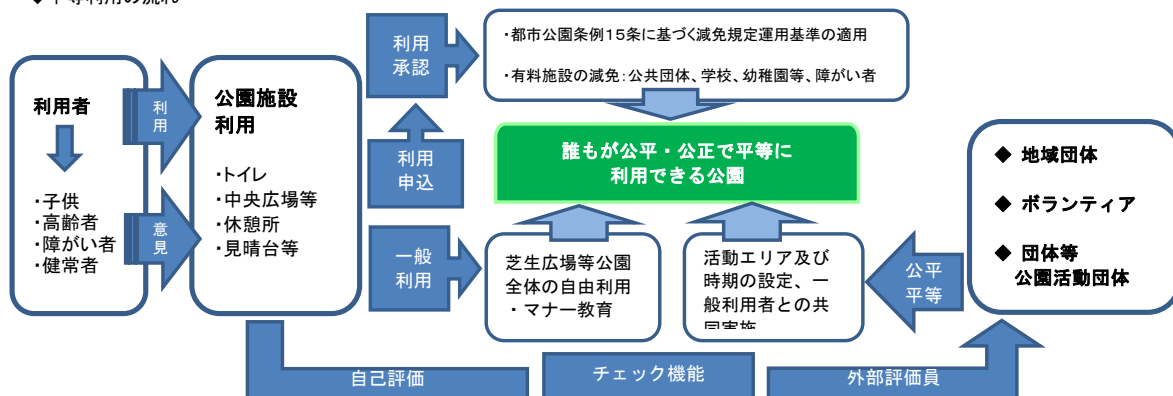 ◆平等利用の流れ
利用者
・子供
・高齢者
・障がい者
・健常者
利用
意見
公園施設
利用
・トイレ
・中央広場等
・休憩所
・見晴台等
利用
承認
利用
申込
一般
利用
・都市公園条例15条に基づく減免規定運用基準の適用
・有料施設の減免：公共団体、学校、幼稚園等、障がい者
誰もが公平・公正で平等に
利用できる公園
芝生広場等公園
全体の自由利用
・マナー教育
活動エリア及び
時期の設定、一
般利用者との共
同実施
公平
平等
◆ 地域団体
◆ ボランティア
◆ 団体等
公園活動団体
自己評価
チェック機能
外部評価員